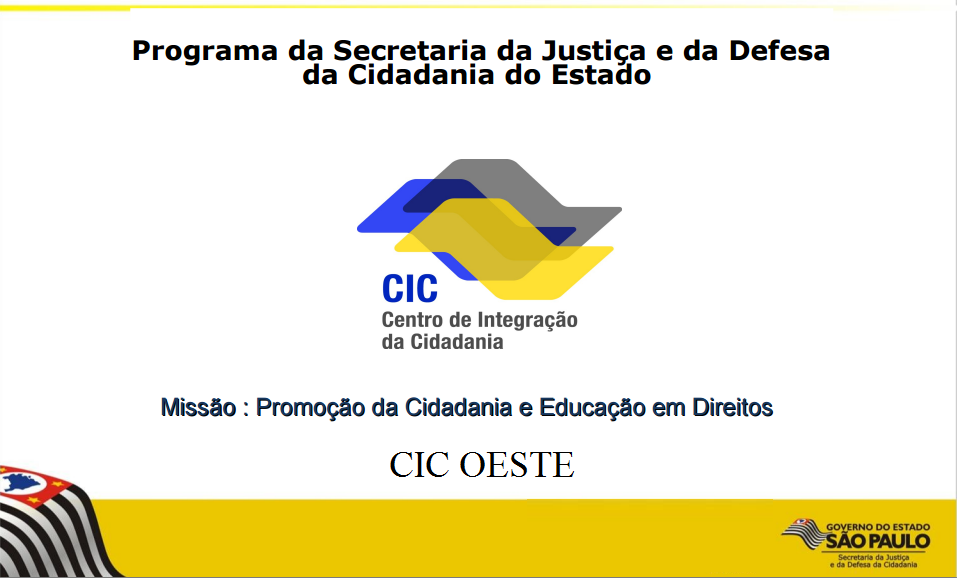 Programa da Secretaria da Justiça e da Defesa
da Cidadania do Estado
CIC
Centro de Integração
da Cidadania
Missão : Promoção da Cidadania e Educação em Direitos
CIC OESTE
GOVERNO DO ESTADO
SÃO PAULO
Secretaria da Justiça
e da Defesa da Cidadania